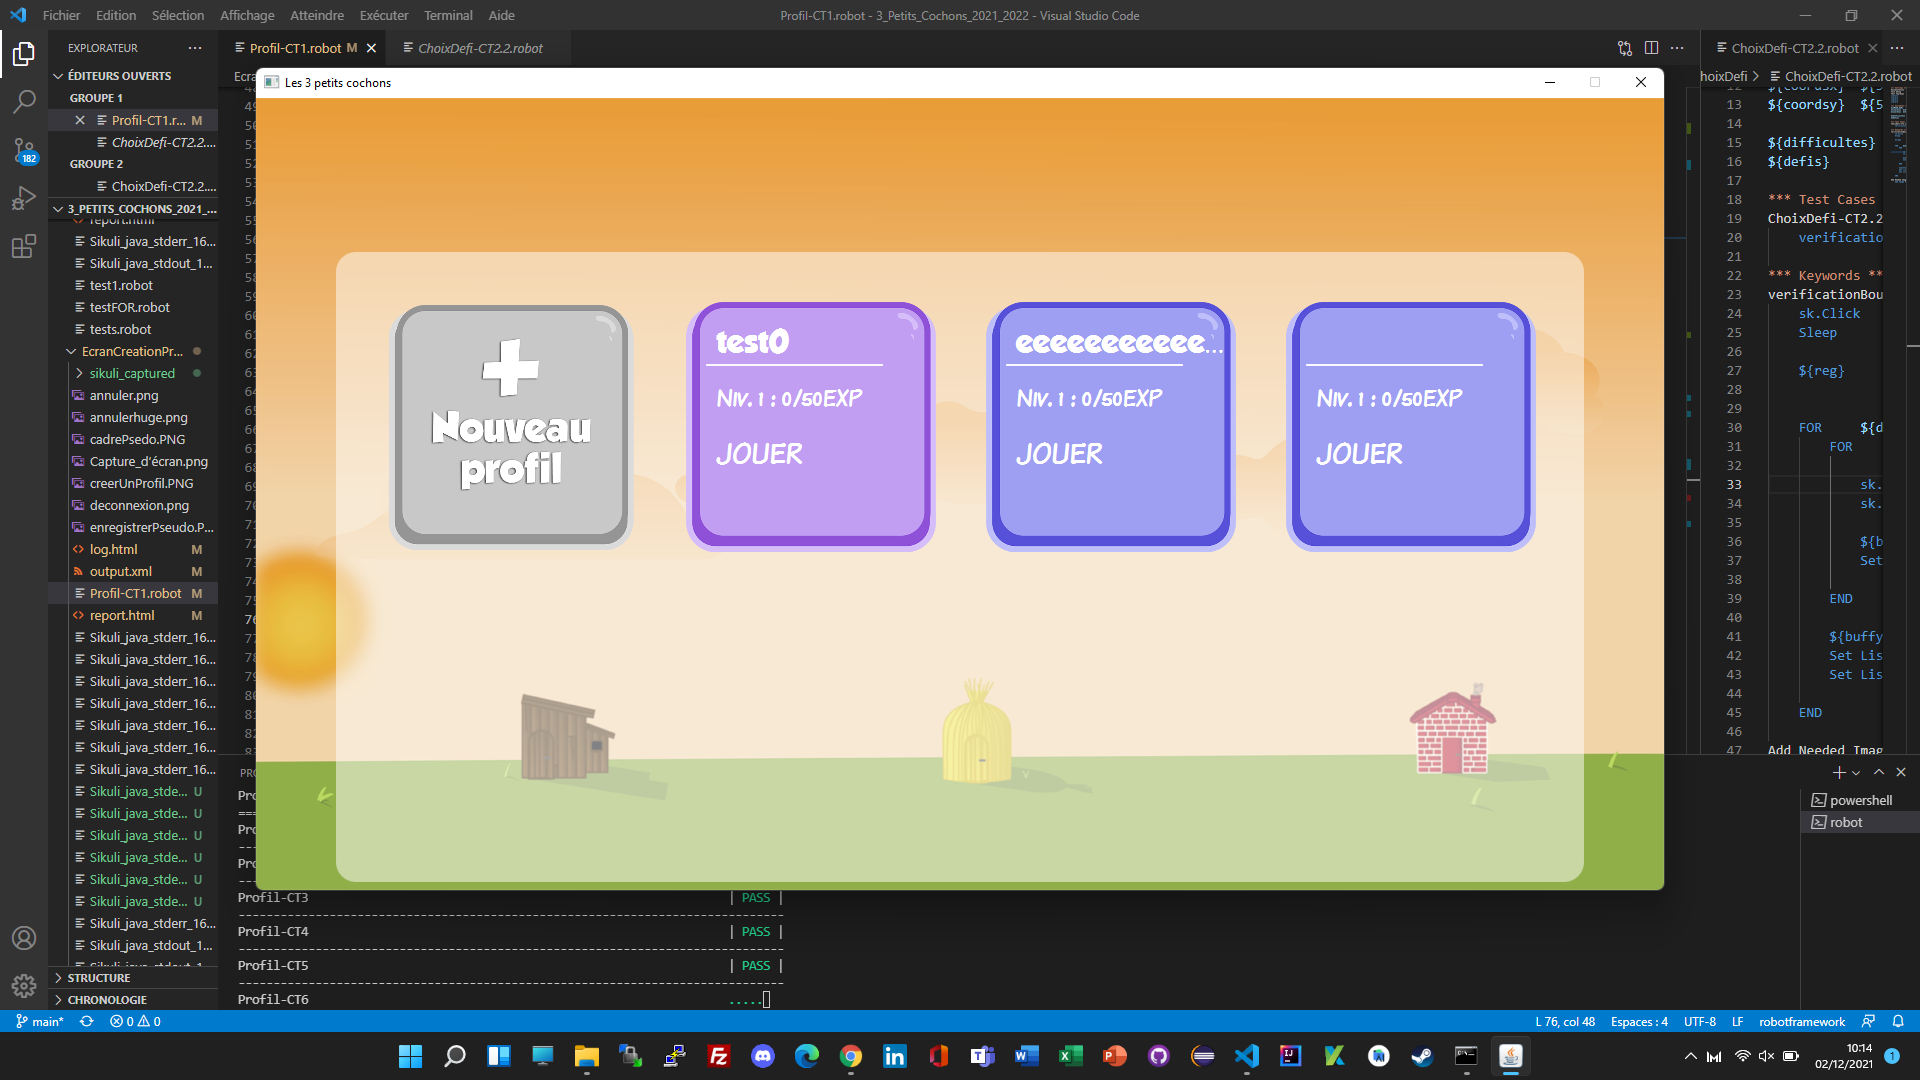 Fichier Edition Sélection Affichage Atteindre Exécuter Terminal Aide
Profil-CT1.robot - 3_Petits_Cochons_2021_2022 - Visual Studio Code
EXPLORATEUR
ÉDITEURS OUVERTS
GROUPE 1
Profil-CT1.r... M
ChoixDefi-CT2.2....
GROUPE 2
ChoixDefi-CT2.2....
3_PETITS_COCHONS_2021_...
report.html
Sikuli_java_stderr_16...
Sikuli_java_stdout_1...
test1.robot
testFOR.robot
tests.robot
EcranCreationPr...
sikuli_captured
annuler.png
annulerhuge.png
cadrePsedo.PNG
Capture_d'écran.png
creerUnProfil.PNG
deconnexion.png
enregistrerPseudo.P...
log.html M
output.xml M
Profil-CT1.robot M
report.html M
Sikuli_java_stderr_16...
Sikuli_java_stderr_16...
Sikuli_java_stderr_16...
Sikuli_java_stderr_16...
Sikuli_java_stderr_16...
Sikuli_java_stderr_16...
Sikuli_java_stderr_16...
Sikuli_java_stde... U
Sikuli_java_stde... U
Sikuli_java_stde... U
Sikuli_java_stde... U
Sikuli_java_stde... U
Sikuli_java_stde... U
Sikuli_java_stderr_16...
Sikuli_java_stdout_1...
STRUCTURE
CHRONOLOGIE
182
Profil-CT1.robot M
ChoixDefi-CT2.2.robot
Les 3 petits cochons
Nouveau
profil
test0
Niv. 1 : 0/50EXP
JOUER
eeeeeeeeeee...
Niv. 1 : 0/50EXP
JOUER
Niv. 1 : 0/50EXP
JOUER
Profil-CT3 | PASS |
Profil-CT4 | PASS |
Profil-CT5 | PASS |
Profil-CT6 .....
ChoixDefi-CT2.2.robot
hoixDefi > ChoixDefi-CT2.2.robot
13 ${coordsy} ${5
14
15 ${difficultes}
16 ${defis}
17
18 *** Test Cases
19 ChoixDefi-CT2.2
20 verificatio
21
22 *** Keywords **
23 verificationBou
24 sk.Click
25 Sleep
26
27 ${reg}
28
29
30 FOR ${d
31 FOR
32
33 sk.
34 sk.
35
36 ${b
37 Set
38
39 END
40
41 ${buffy
42 Set Lis
43 Set Lis
44
45 END
46
47 Add Needed Imag
powershell
robot
main* 0 0
L 76, col 48 Espaces : 4 UTF-8 LF robotframework
10:14
02/12/2021
1